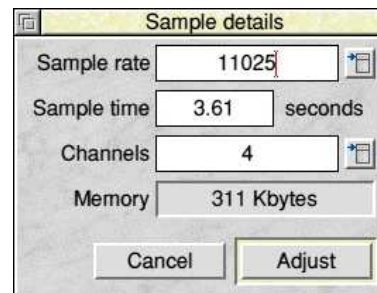 Sample details
Sample rate 11025
Sample time 3.61 seconds
Channels 4
Memory 311 Kbytes
Cancel Adjust